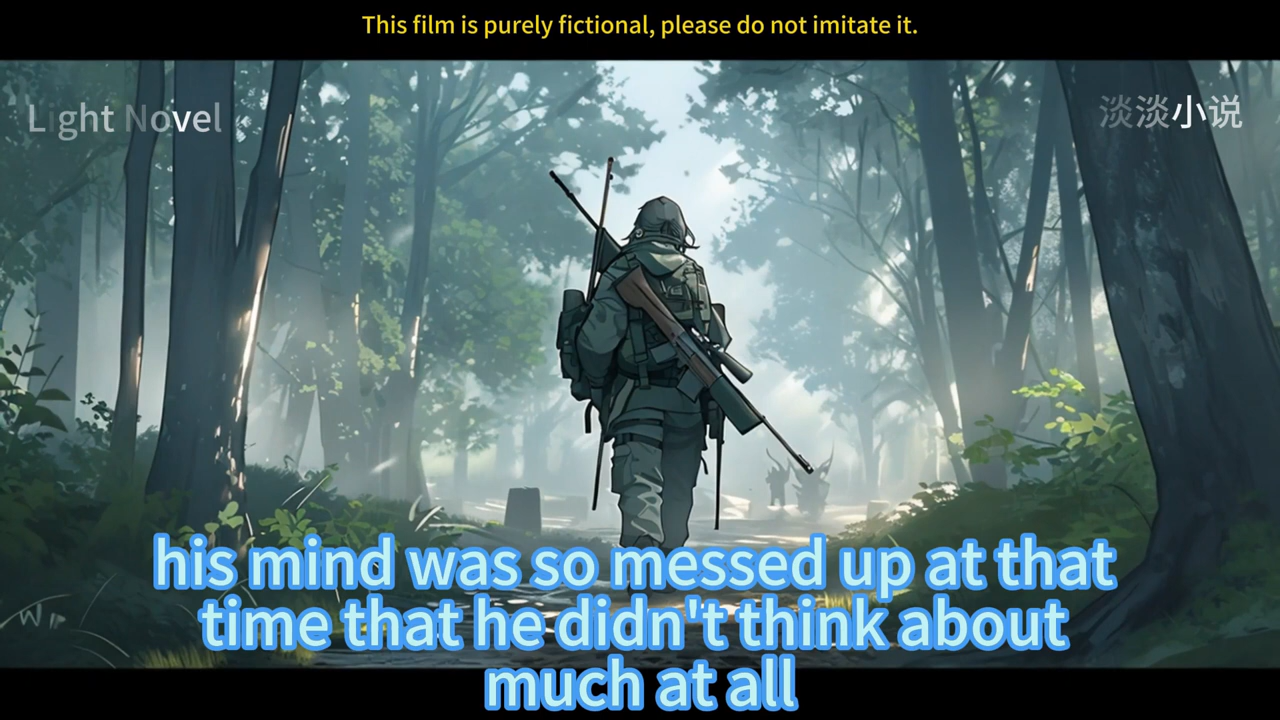 This film is purely fictional, please do not imitate it.
Light Novel
淡淡小说
his mind was so messed up at that
time that he didn't think about
much at all